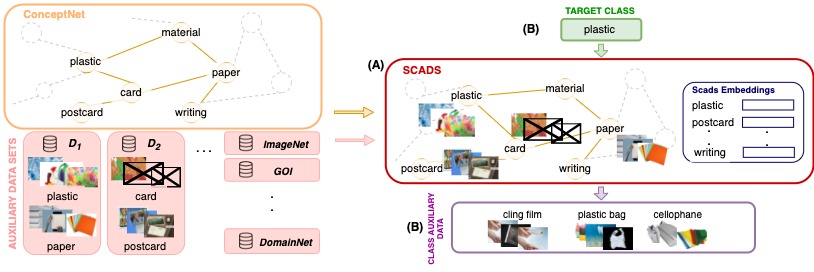 ConceptNet
material
plastic
paper
card
postcard
writing
AUXILIARY DATA SETS
D1
plastic
paper
D2
card
postcard
...
ImageNet
GOI
.
.
DomainNet
TARGET CLASS
(B)
plastic
(A)
SCADS
plastic
material
paper
card
postcard
writing
Scads Embeddings
plastic
postcard
. .
. .
writing
(B)
CLASS AUXILIARY
DATA
cling film
plastic bag
cellophane